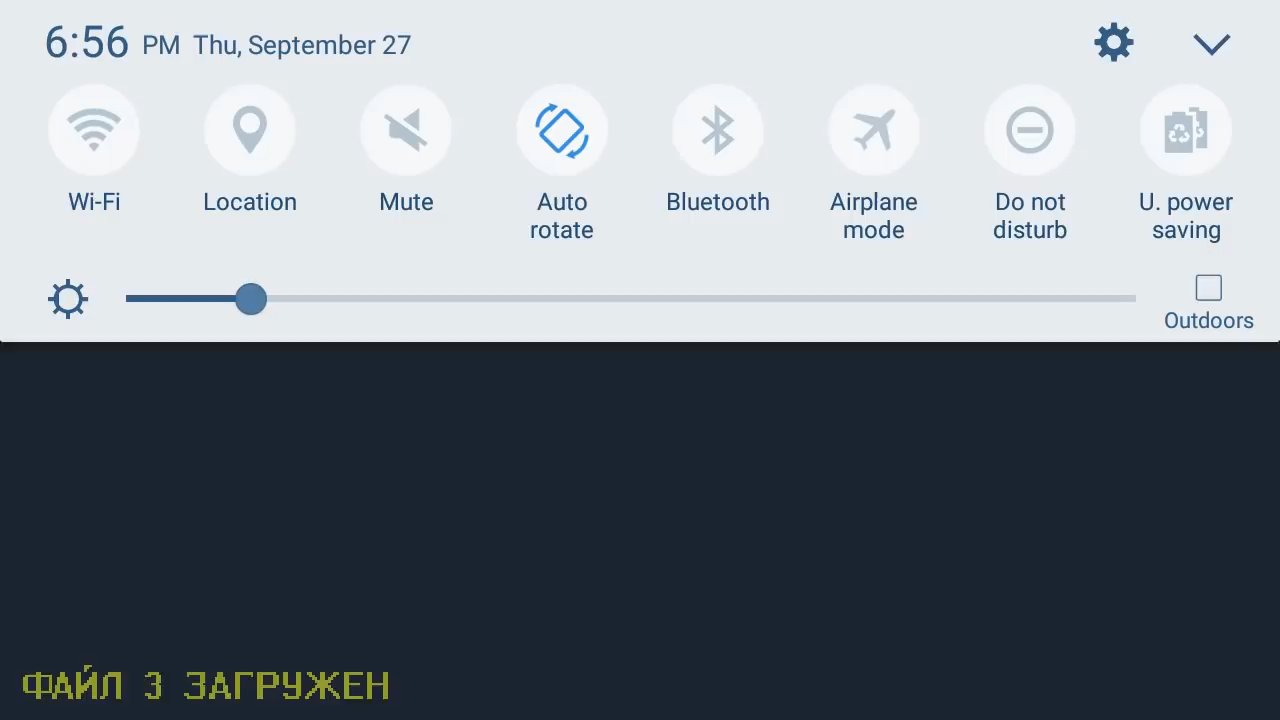 6:56 PM Thu, September 27
Wi-Fi
Location
Mute
Auto rotate
Bluetooth
Airplane mode
Do not disturb
U. power saving
Outdoors
ФАЙЛ 3 ЗАГРУЖЕН